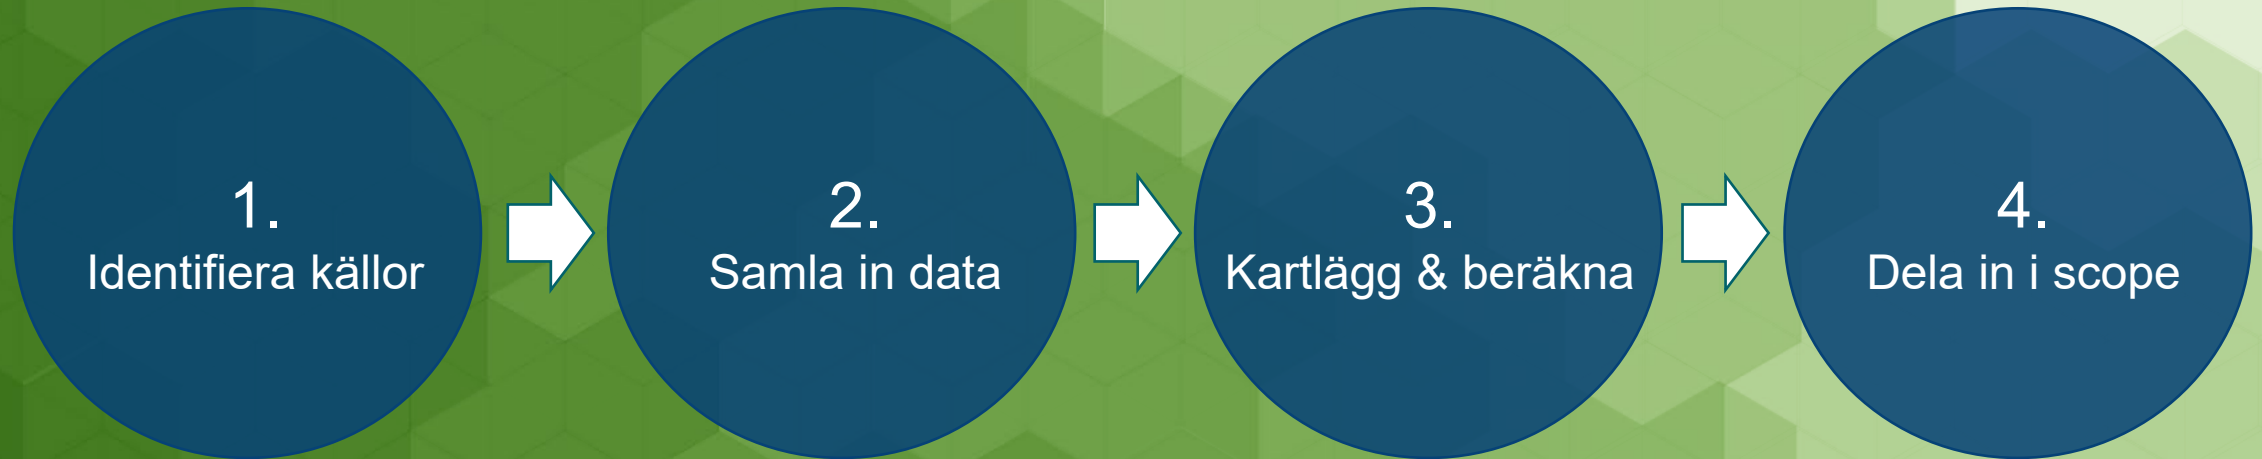 1.
Identifiera källor
2.
Samla in data
3.
Kartlägg & beräkna
4.
Dela in i scope